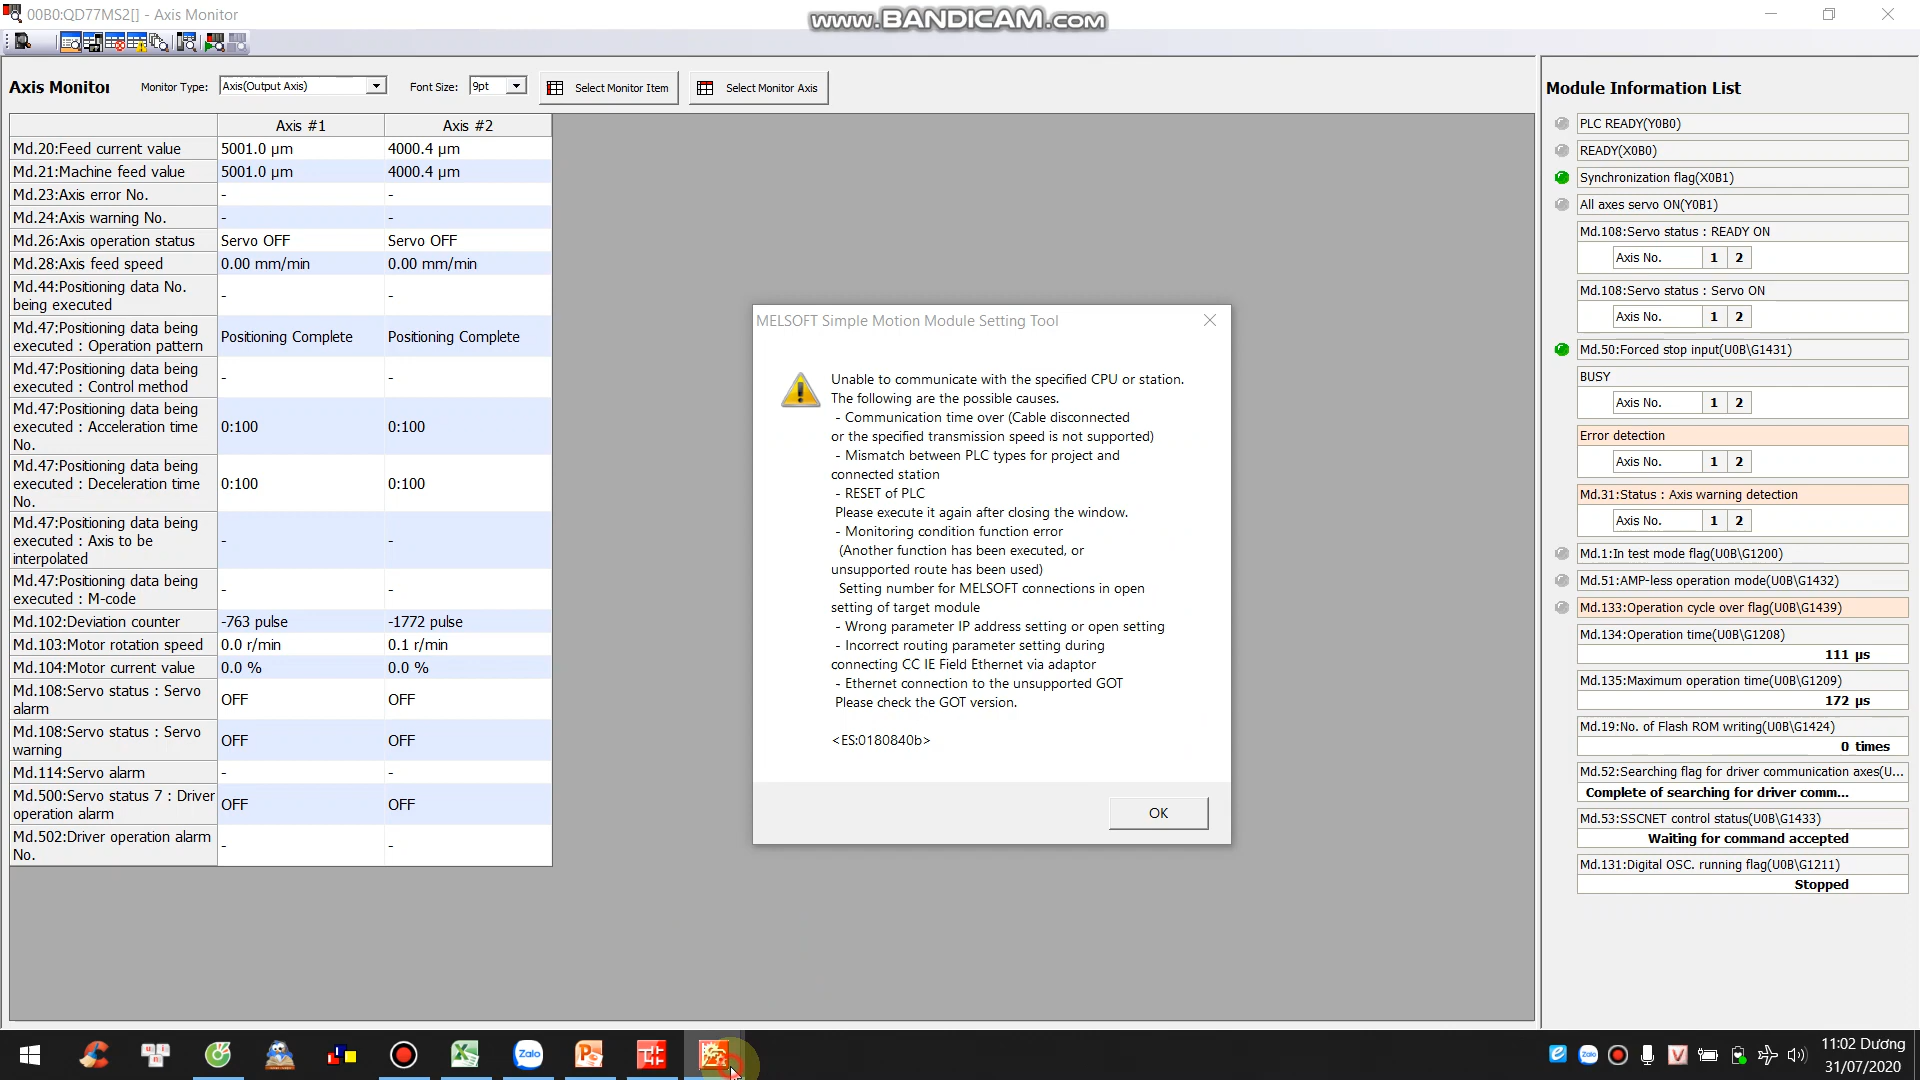 00B0:QD77MS2[] - Axis Monitor
www.BANDICAM.com
Axis Monitor
Monitor Type:
Axis(Output Axis)
Font Size:
9pt
Select Monitor Item
Select Monitor Axis
Axis #1 Axis #2
Md.20:Feed current value 5001.0 µm 4000.4 µm
Md.21:Machine feed value 5001.0 µm 4000.4 µm
Md.23:Axis error No. - -
Md.24:Axis warning No. - -
Md.26:Axis operation status Servo OFF Servo OFF
Md.28:Axis feed speed 0.00 mm/min 0.00 mm/min
Md.44:Positioning data No.
being executed - -
Md.47:Positioning data being
executed : Operation pattern Positioning Complete Positioning Complete
Md.47:Positioning data being
executed : Control method - -
Md.47:Positioning data being
executed : Acceleration time 0:100 0:100
No.
Md.47:Positioning data being
executed : Deceleration time 0:100 0:100
No.
Md.47:Positioning data being
executed : Axis to be - -
interpolated
Md.47:Positioning data being
executed : M-code - -
Md.102:Deviation counter -763 pulse -1772 pulse
Md.103:Motor rotation speed 0.0 r/min 0.1 r/min
Md.104:Motor current value 0.0 % 0.0 %
Md.108:Servo status : Servo
alarm OFF OFF
Md.108:Servo status : Servo
warning OFF OFF
Md.114:Servo alarm - -
Md.500:Servo status 7 : Driver
operation alarm OFF OFF
Md.502:Driver operation alarm
No. - -
MELSOFT Simple Motion Module Setting Tool
Unable to communicate with the specified CPU or station.
The following are the possible causes.
- Communication time over (Cable disconnected
or the specified transmission speed is not supported)
- Mismatch between PLC types for project and
connected station
- RESET of PLC
Please execute it again after closing the window.
- Monitoring condition function error
(Another function has been executed, or
unsupported route has been used)
Setting number for MELSOFT connections in open
setting of target module
- Wrong parameter IP address setting or open setting
- Incorrect routing parameter setting during
connecting CC IE Field Ethernet via adaptor
- Ethernet connection to the unsupported GOT
Please check the GOT version.
<ES:0180840b>
OK
Module Information List
PLC READY(Y0B0)
READY(X0B0)
Synchronization flag(X0B1)
All axes servo ON(Y0B1)
Md.108:Servo status : READY ON
Axis No. 1 2
Md.108:Servo status : Servo ON
Axis No. 1 2
Md.50:Forced stop input(U0B\G1431)
BUSY
Axis No. 1 2
Error detection
Axis No. 1 2
Md.31:Status : Axis warning detection
Axis No. 1 2
Md.1:In test mode flag(U0B\G1200)
Md.51:AMP-less operation mode(U0B\G1432)
Md.133:Operation cycle over flag(U0B\G1439)
Md.134:Operation time(U0B\G1208)
111 µs
Md.135:Maximum operation time(U0B\G1209)
172 µs
Md.19:No. of Flash ROM writing(U0B\G1424)
0 times
Md.52:Searching flag for driver communication axes(U...
Complete of searching for driver comm...
Md.53:SSCNET control status(U0B\G1433)
Waiting for command accepted
Md.131:Digital OSC. running flag(U0B\G1211)
Stopped
Zalo
11:02 Dương
31/07/2020